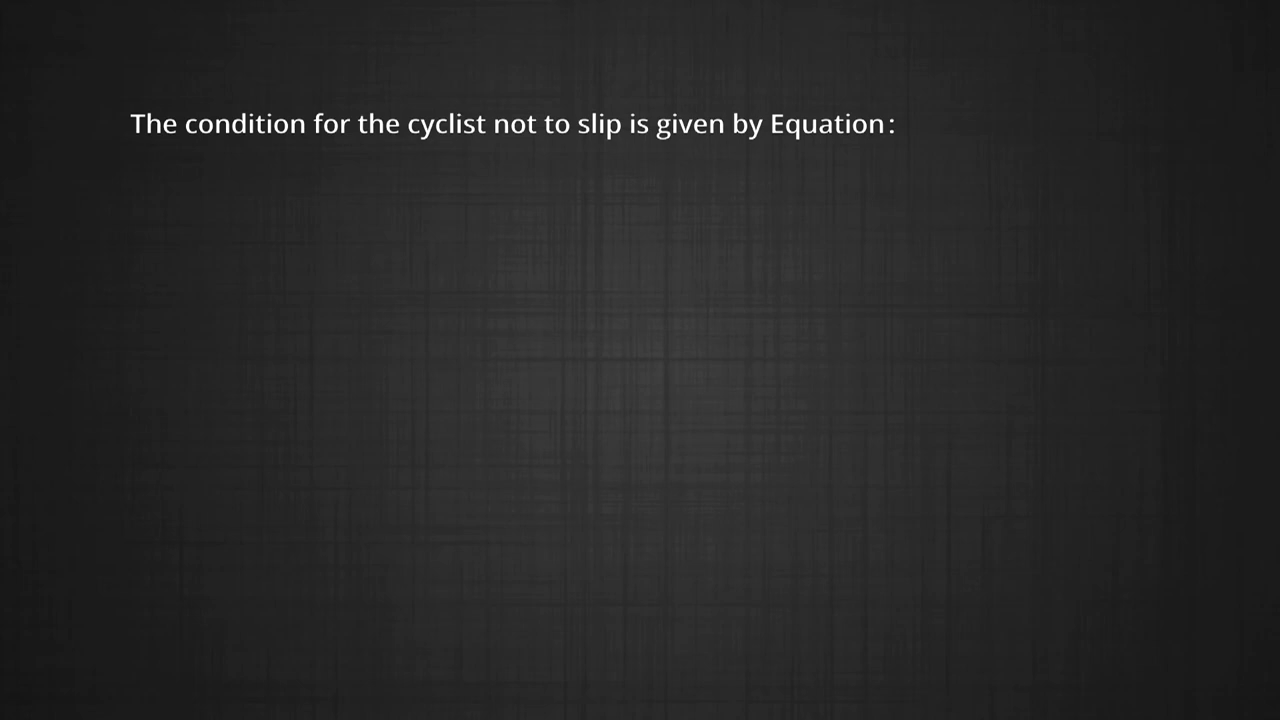 The condition for the cyclist not to slip is given by Equation: